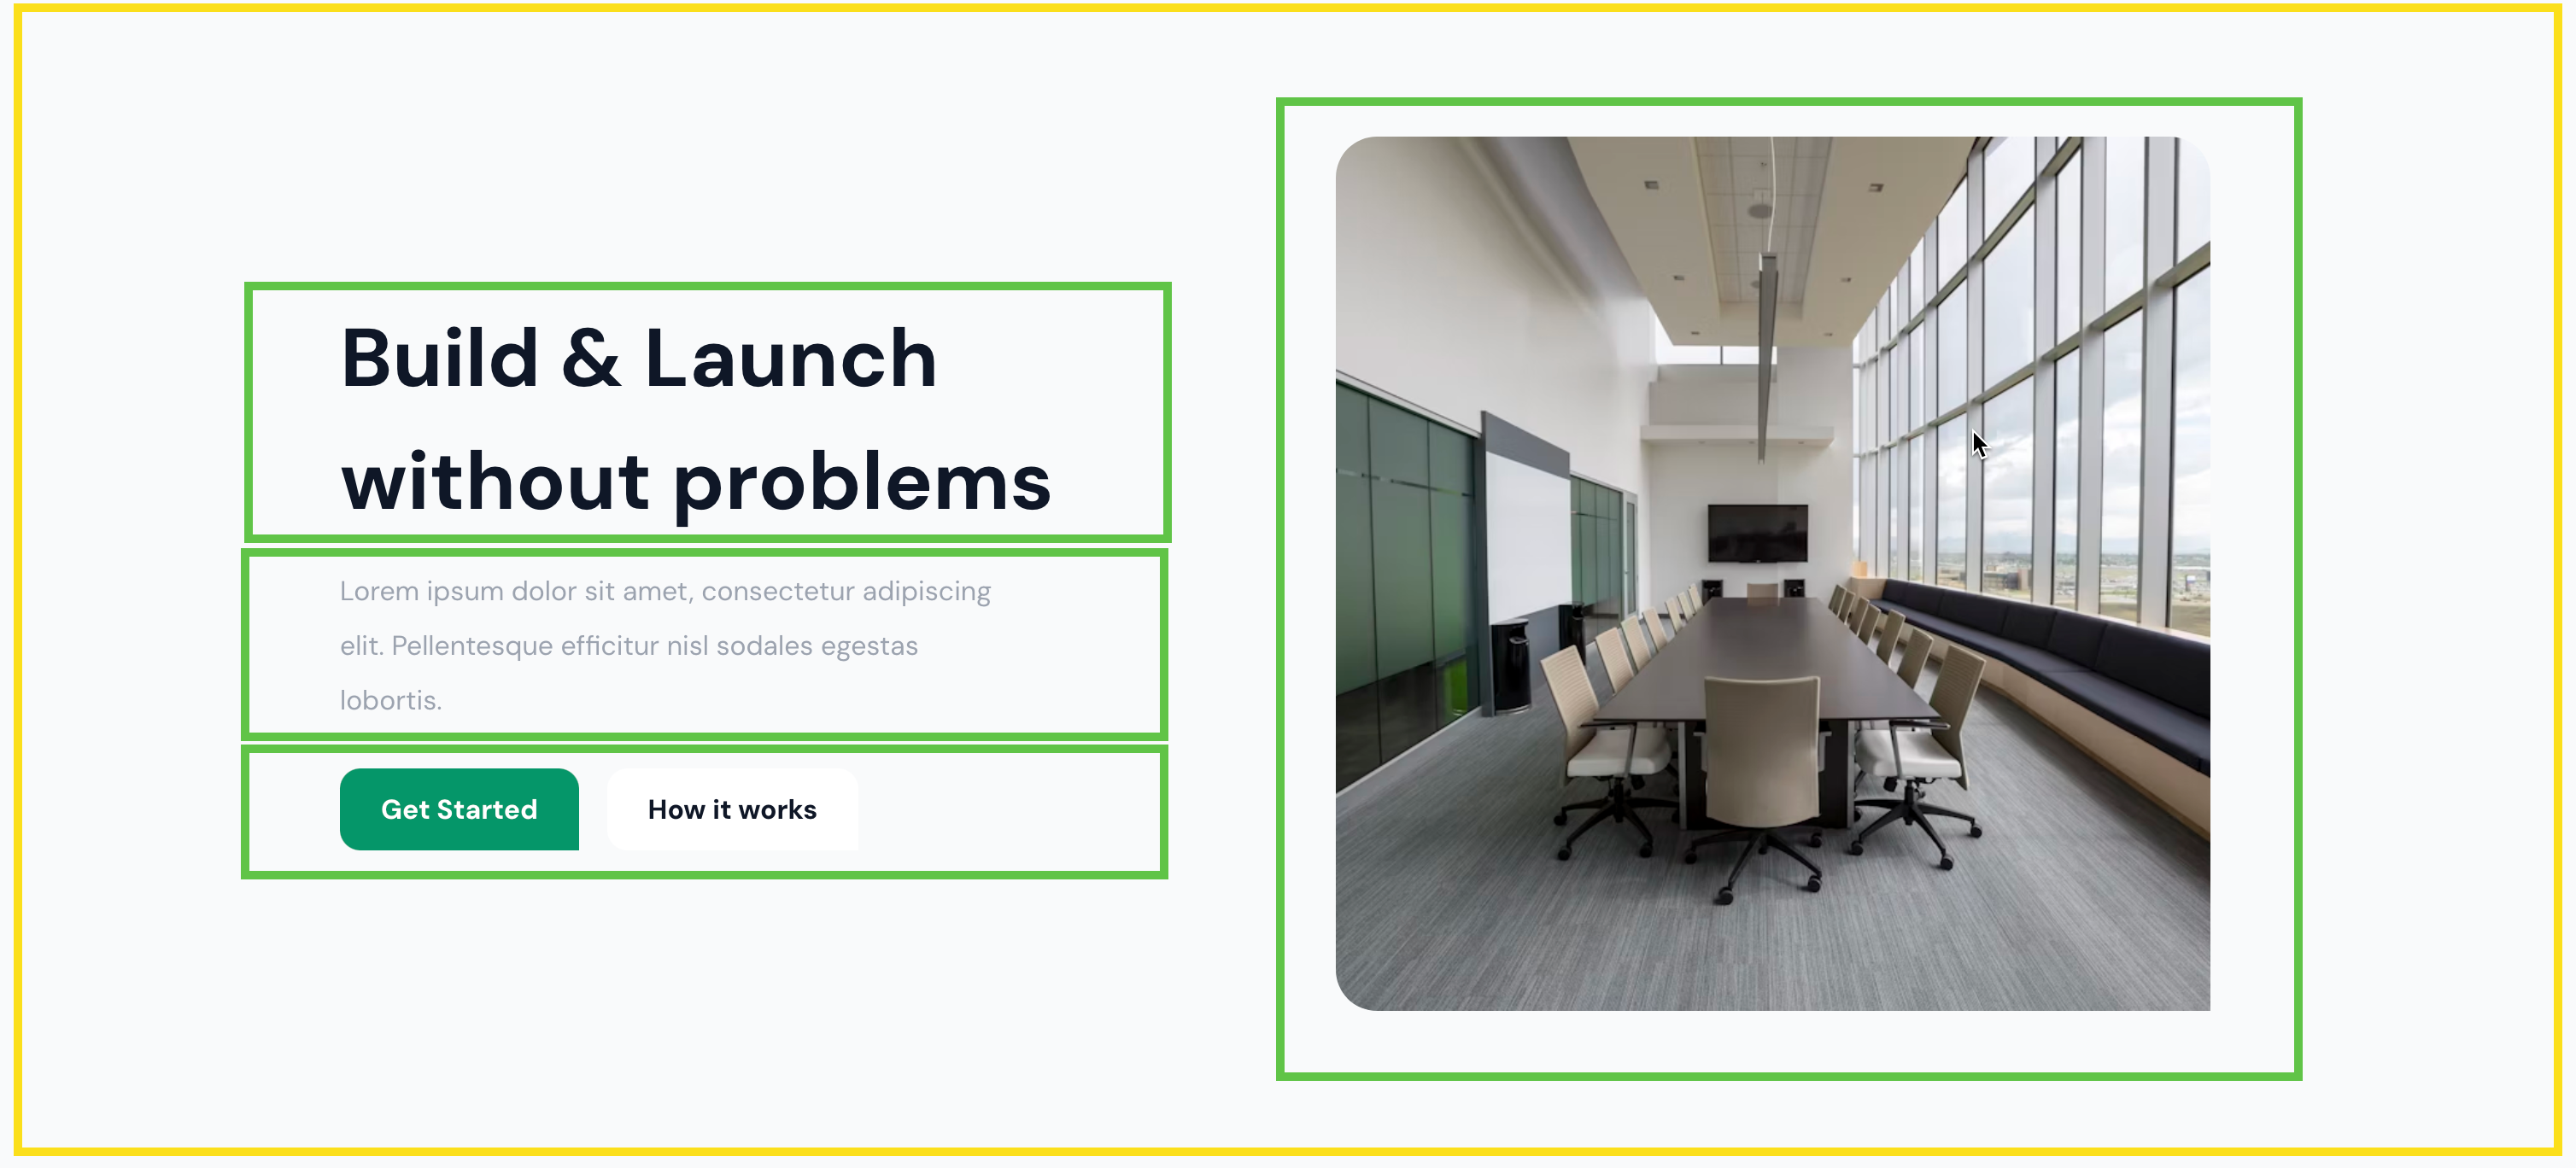 Build & Launch
without problems
Lorem ipsum dolor sit amet, consectetur adipiscing
elit. Pellentesque efficitur nisl sodales egestas
lobortis.
Get Started
How it works